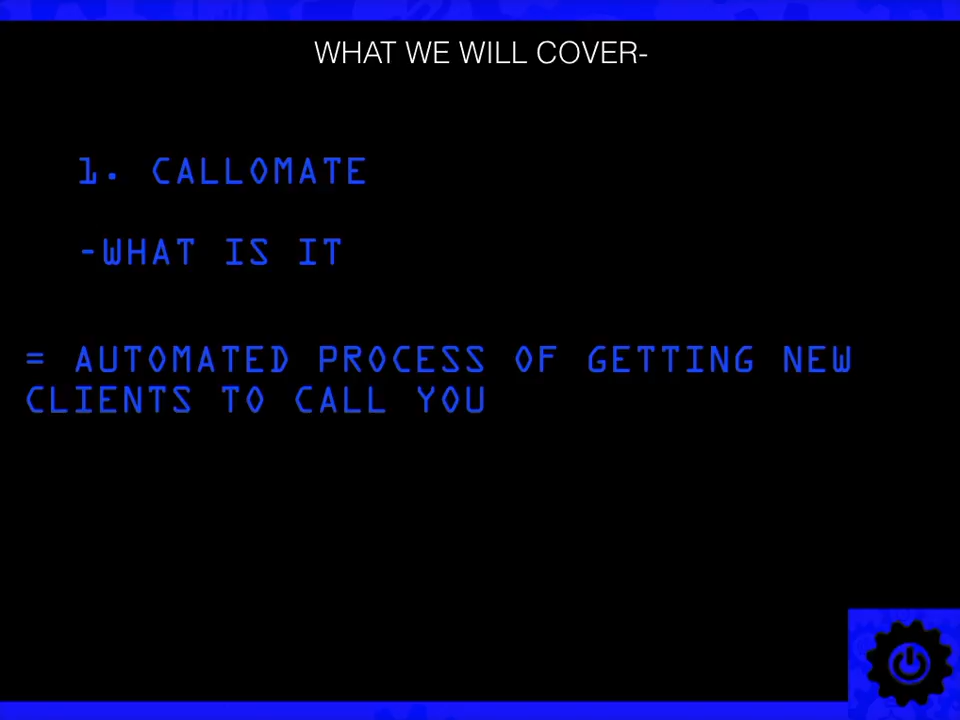 WHAT WE WILL COVER-
1. CALLOMATE
-WHAT IS IT
= AUTOMATED PROCESS OF GETTING NEW
CLIENTS TO CALL YOU